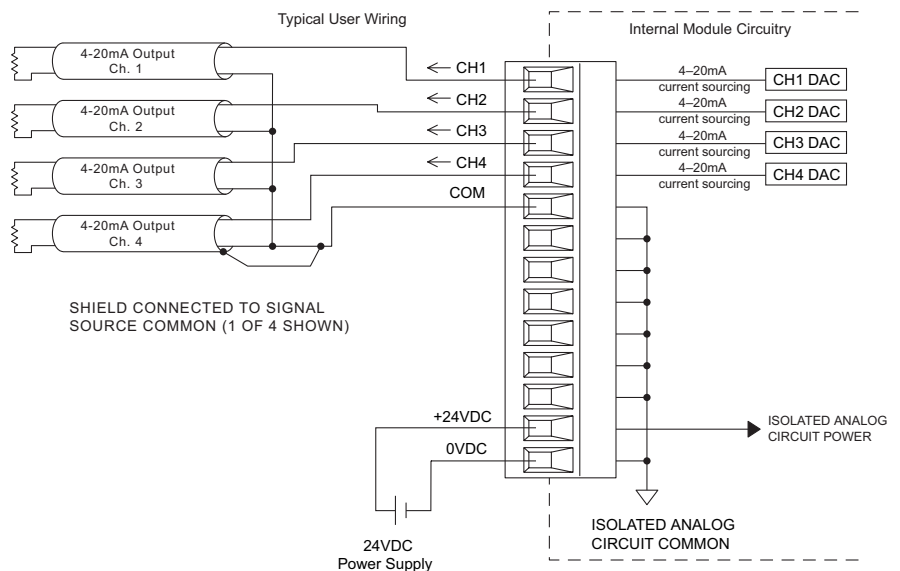 Typical User Wiring
Internal Module Circuitry
4-20mA Output
Ch. 1
4-20mA Output
Ch. 2
4-20mA Output
Ch. 3
4-20mA Output
Ch. 4
SHIELD CONNECTED TO SIGNAL
SOURCE COMMON (1 OF 4 SHOWN)
CH1
CH2
CH3
CH4
COM
+24VDC
0VDC
24VDC
Power Supply
4–20mA
current sourcing
CH1 DAC
4–20mA
current sourcing
CH2 DAC
4–20mA
current sourcing
CH3 DAC
4–20mA
current sourcing
CH4 DAC
ISOLATED ANALOG
CIRCUIT POWER
ISOLATED ANALOG
CIRCUIT COMMON